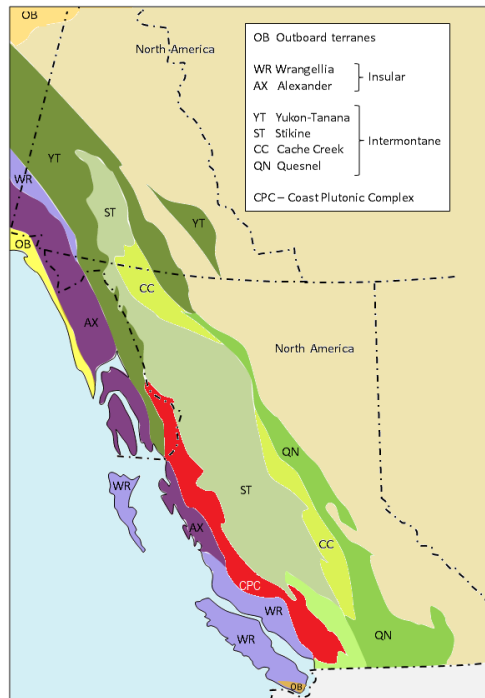 OB
North America
OB Outboard terranes
WR Wrangellia
AX Alexander
Insular
YT Yukon-Tanana
ST Stikine
CC Cache Creek
QN Quesnel
Intermontane
CPC – Coast Plutonic Complex
YT
WR
ST
YT
OB
CC
AX
North America
QN
WR
ST
AX
CC
CPC
WR
WR
QN
OB